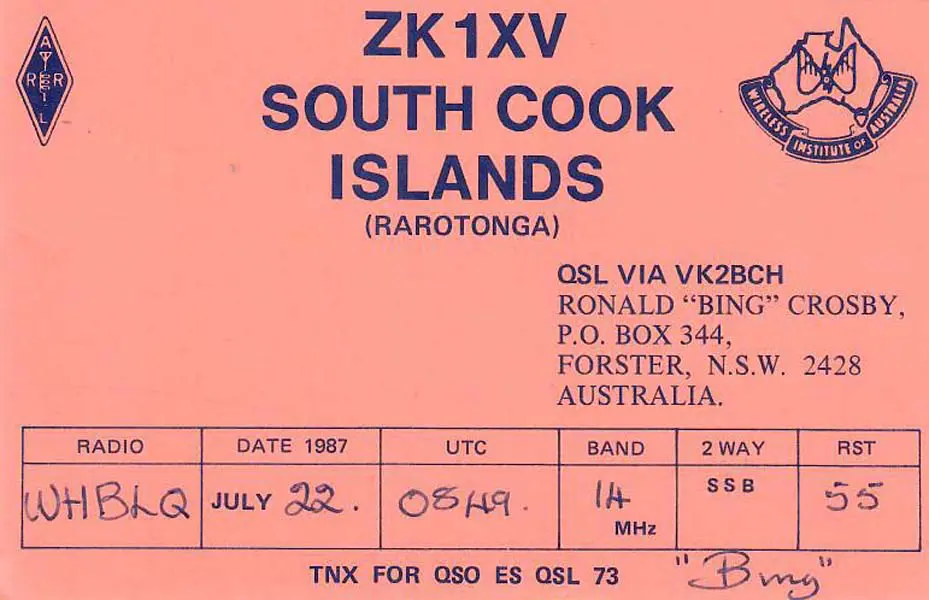 ARRL
ZK1XV
SOUTH COOK
ISLANDS
(RAROTONGA)
WIRELESS INSTITUTE OF AUSTRALIA
QSL VIA VK2BCH
RONALD “BING” CROSBY,
P.O. BOX 344,
FORSTER, N.S.W. 2428
AUSTRALIA.
RADIO DATE 1987 UTC BAND 2 WAY RST
W4BLQ JULY 22. 0849. 14 MHz SSB 55
TNX FOR QSO ES QSL 73 "Bing"